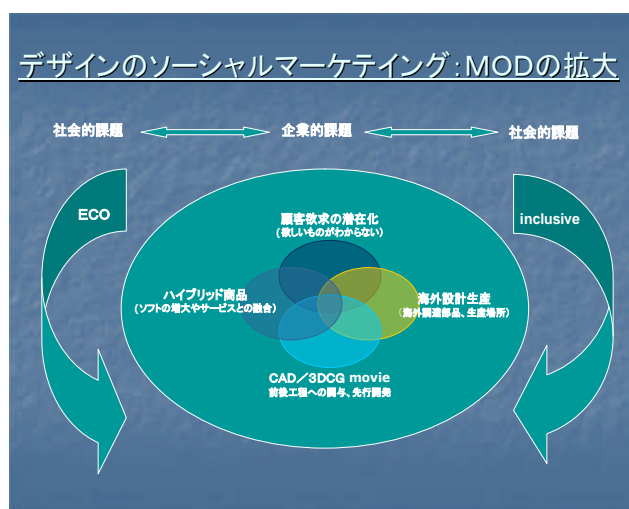 デザインのソーシャルマーケテイング：MODの拡大
社会的課題
企業的課題
社会的課題
ECO
inclusive
顧客欲求の潜在化
(欲しいものがわからない)
ハイブリッド商品
(ソフトの増大やサービスとの融合)
海外設計生産
(海外調達部品、生産場所)
CAD／3DCG movie
前後工程への関与、先行開発